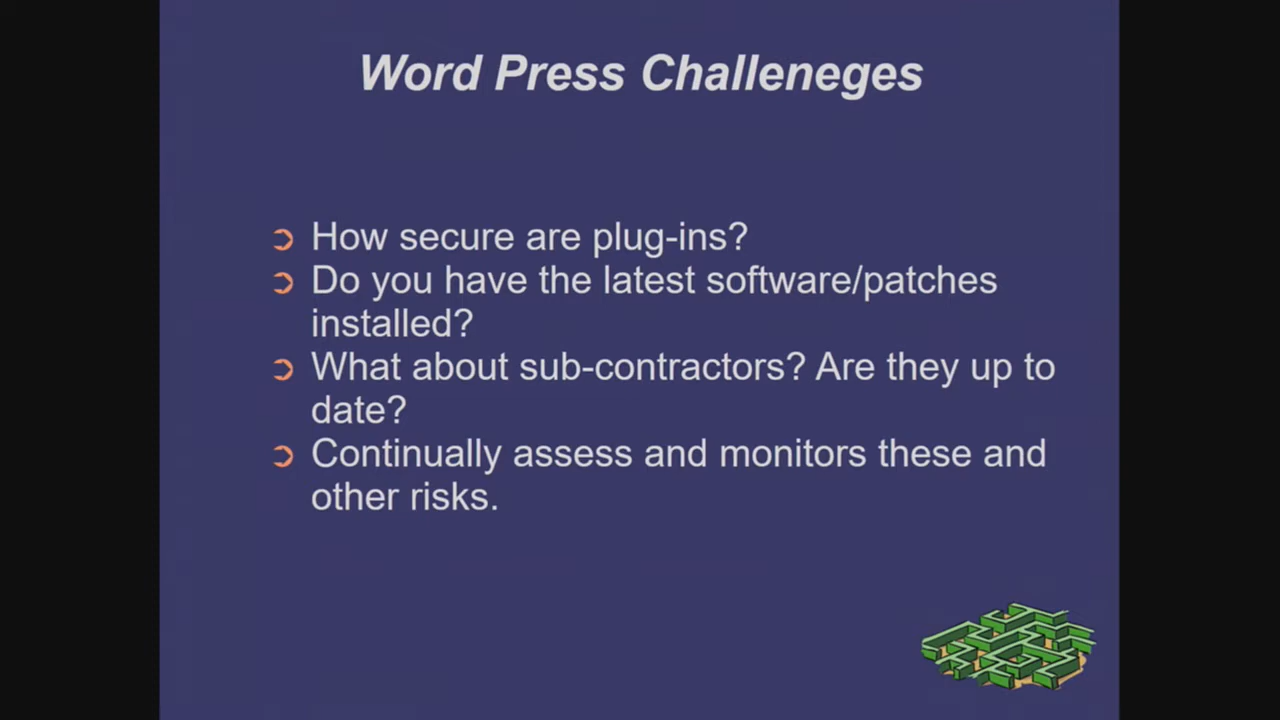 Word Press Challeneges
How secure are plug-ins?
Do you have the latest software/patches
installed?
What about sub-contractors? Are they up to
date?
Continually assess and monitors these and
other risks.